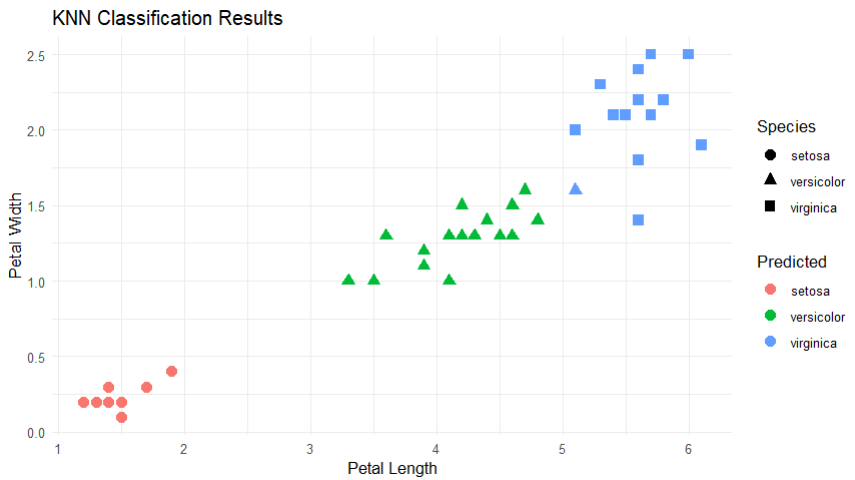 KNN Classification Results
2.5
2.0
1.5
1.0
0.5
0.0
Petal Width
1 2 3 4 5 6
Petal Length
Species
setosa
versicolor
virginica
Predicted
setosa
versicolor
virginica